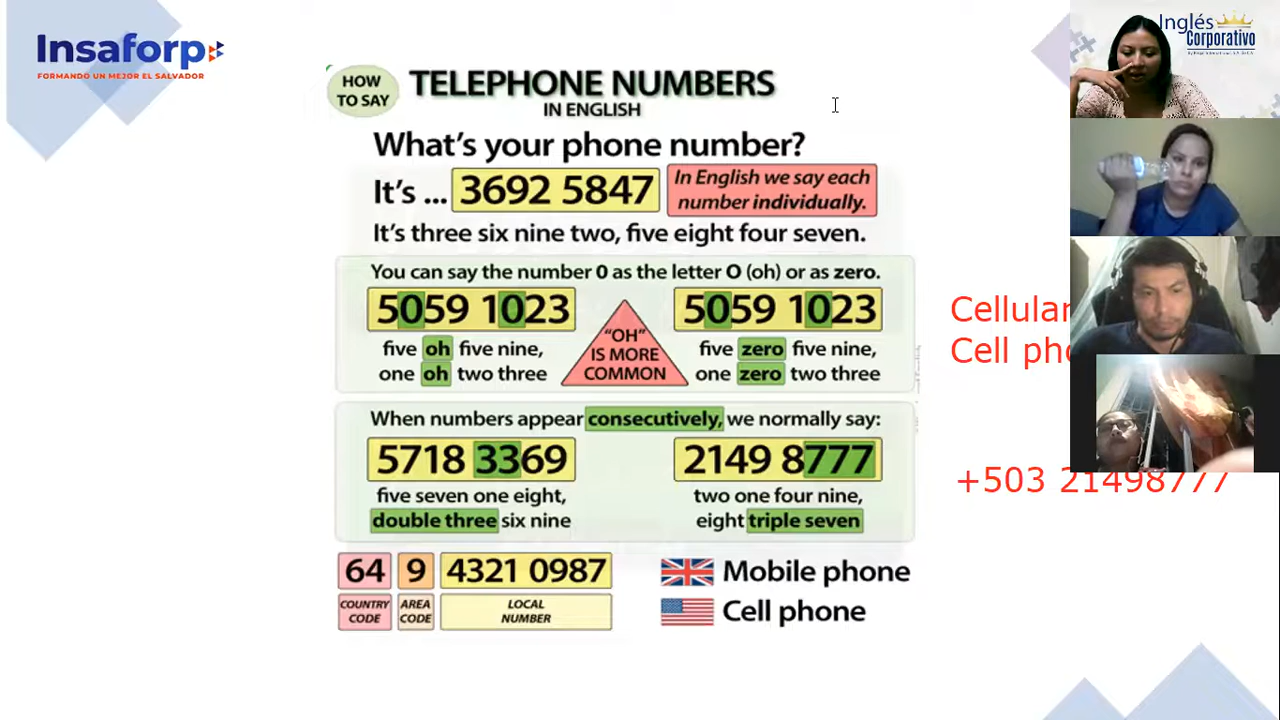 Insaforp
FORMANDO UN MEJOR EL SALVADOR
Inglés
Corporativo
HOW
TO SAY
TELEPHONE NUMBERS
IN ENGLISH
What's your phone number?
It's ... 3692 5847
In English we say each
number individually.
It's three six nine two, five eight four seven.
You can say the number 0 as the letter O (oh) or as zero.
5059 1023
five oh five nine,
one oh two three
"OH"
IS MORE
COMMON
5059 1023
five zero five nine,
one zero two three
When numbers appear consecutively, we normally say:
5718 3369
five seven one eight,
double three six nine
2149 8777
two one four nine,
eight triple seven
64 9 4321 0987
COUNTRY
CODE
AREA
CODE
LOCAL
NUMBER
Mobile phone
Cell phone
Cell
+503 21498777